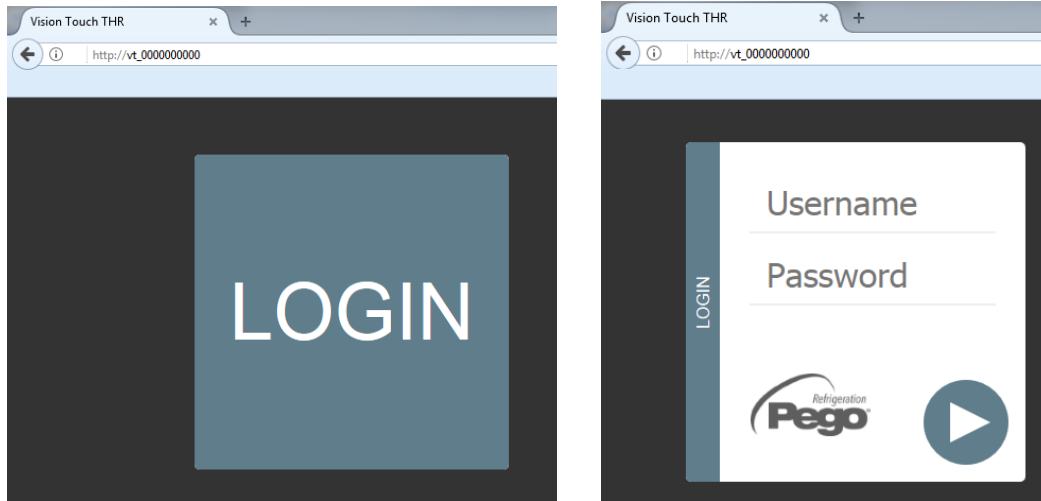 Vision Touch THR
http://vt_0000000000
LOGIN
Vision Touch THR
http://vt_0000000000
LOGIN
Username
Password
Refrigeration
Pego